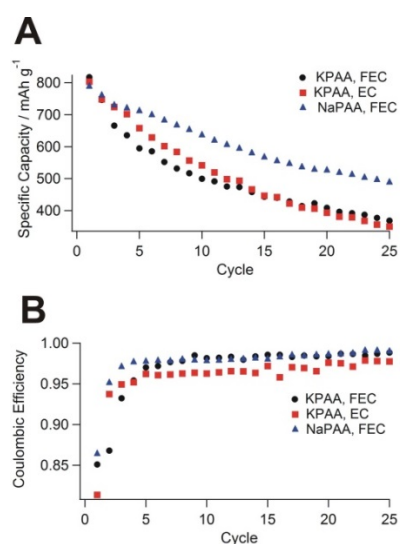 A
Specific Capacity / mAh g⁻¹
800
700
600
500
400
KPAA, FEC
KPAA, EC
NaPAA, FEC
0
5
10
15
20
25
Cycle
B
Coulombic Efficiency
1.00
0.95
0.90
0.85
KPAA, FEC
KPAA, EC
NaPAA, FEC
0
5
10
15
20
25
Cycle